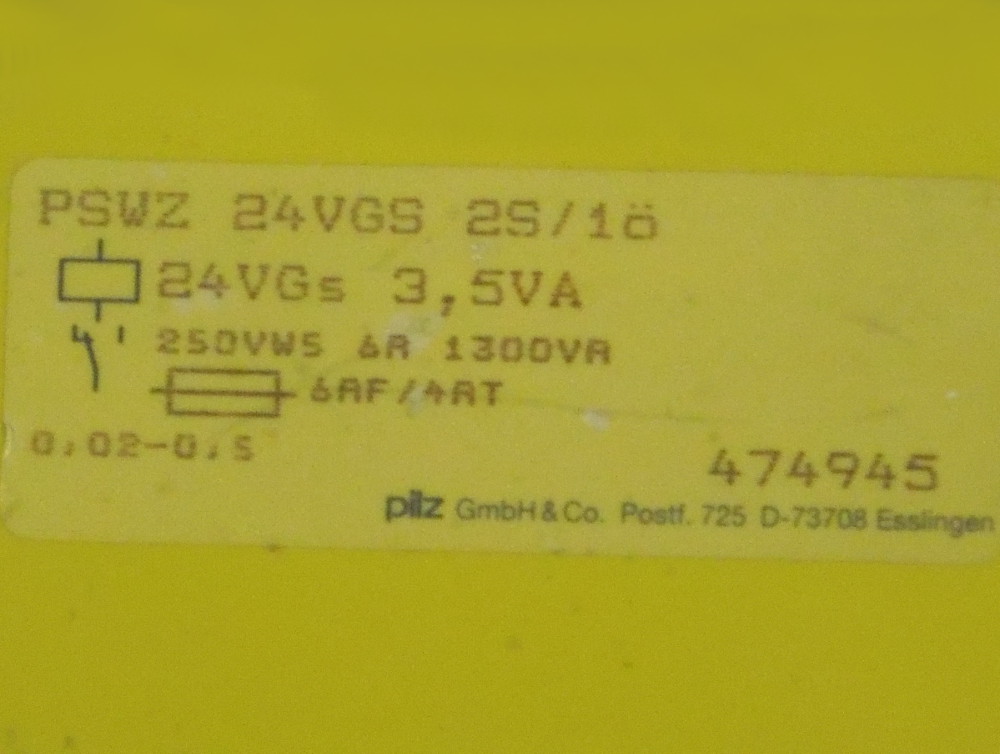 PSWZ 24VGS 2S/1ö
24VGs 3,5VA
250VWS 6A 1300VA
6AF/4AT
0,02-0,5
474945
pilz GmbH & Co. Postf. 725 D-73708 Esslingen